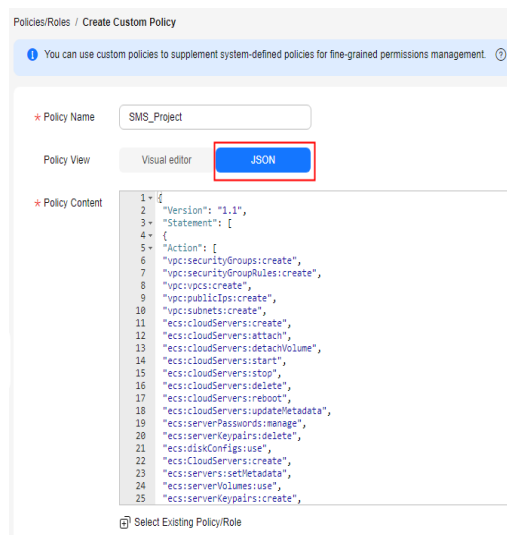 Policies/Roles / Create Custom Policy
You can use custom policies to supplement system-defined policies for fine-grained permissions management.
* Policy Name SMS_Project
Policy View Visual editor JSON
* Policy Content
1 {
2 "Version": "1.1",
3 "Statement": [
4 {
5 "Action": [
6 "vpc:securityGroups:create",
7 "vpc:securityGroupRules:create",
8 "vpc:vpcs:create",
9 "vpc:publicIps:create",
10 "vpc:subnets:create",
11 "ecs:cloudServers:create",
12 "ecs:cloudServers:attach",
13 "ecs:cloudServers:detachVolume",
14 "ecs:cloudServers:start",
15 "ecs:cloudServers:stop",
16 "ecs:cloudServers:delete",
17 "ecs:cloudServers:reboot",
18 "ecs:cloudServers:updateMetadata",
19 "ecs:serverPasswords:manage",
20 "ecs:serverKeypairs:delete",
21 "ecs:diskConfigs:use",
22 "ecs:CloudServers:create",
23 "ecs:servers:setMetadata",
24 "ecs:serverVolumes:use",
25 "ecs:serverKeypairs:create",
Select Existing Policy/Role